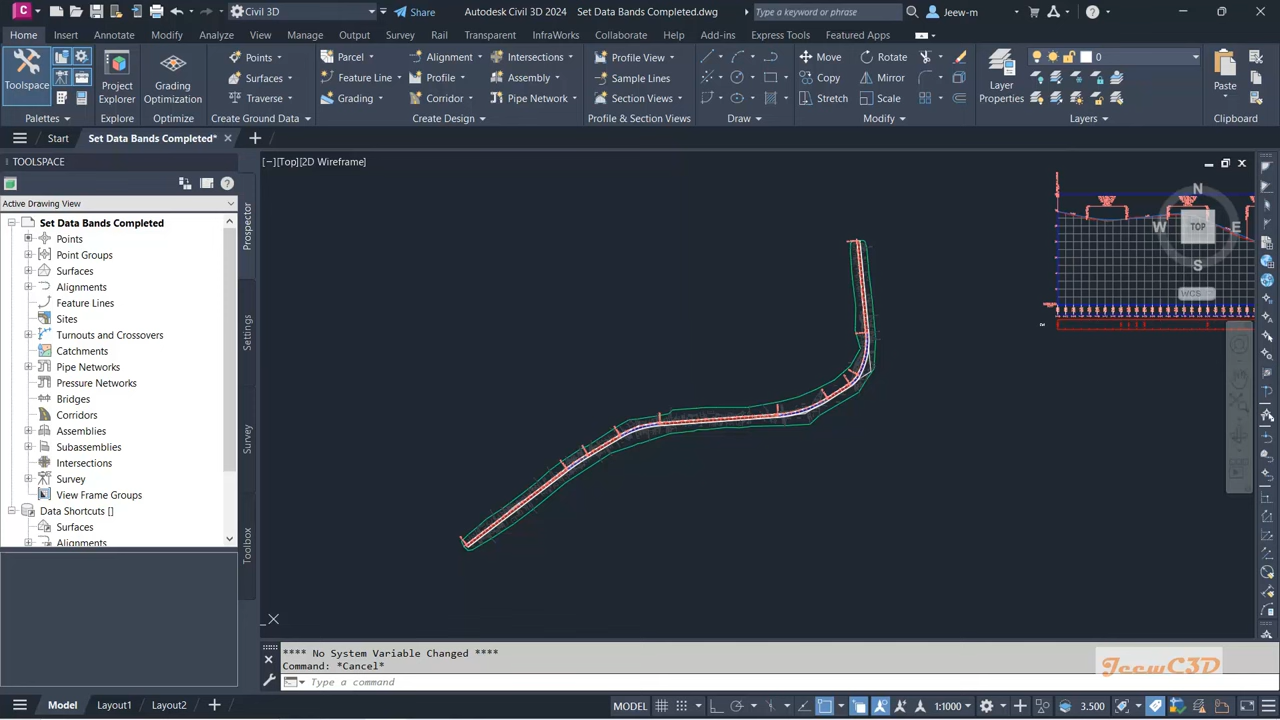 Civil 3D Share Autodesk Civil 3D 2024 Set Data Bands Completed.dwg Type a keyword or phrase Jeew-m
Home Insert Annotate Modify Analyze View Manage Output Survey Rail Transparent InfraWorks Collaborate Help Add-ins Express Tools Featured Apps
Toolspace
Project Explorer
Grading Optimization
Points
Surfaces
Traverse
Parcel
Feature Line
Grading
Alignment
Profile
Corridor
Intersections
Assembly
Pipe Network
Profile View
Sample Lines
Section Views
Move
Copy
Stretch
Rotate
Mirror
Scale
Layer Properties
0
Paste
Palettes Explore Optimize Create Ground Data Create Design Profile & Section Views Draw Modify Layers Clipboard
Start Set Data Bands Completed*
TOOLSPACE
Active Drawing View
Set Data Bands Completed
Points
Point Groups
Surfaces
Alignments
Feature Lines
Sites
Turnouts and Crossovers
Catchments
Pipe Networks
Pressure Networks
Bridges
Corridors
Assemblies
Subassemblies
Intersections
Survey
View Frame Groups
Data Shortcuts []
Surfaces
Alignments
Prospector
Settings
Survey
Toolbox
[−][Top][2D Wireframe]
N
W TOP E
S
WCS
X
**** No System Variable Changed ****
Command: *Cancel*
Type a command
JeewC3D
Model Layout1 Layout2 MODEL 1:1000 3.500